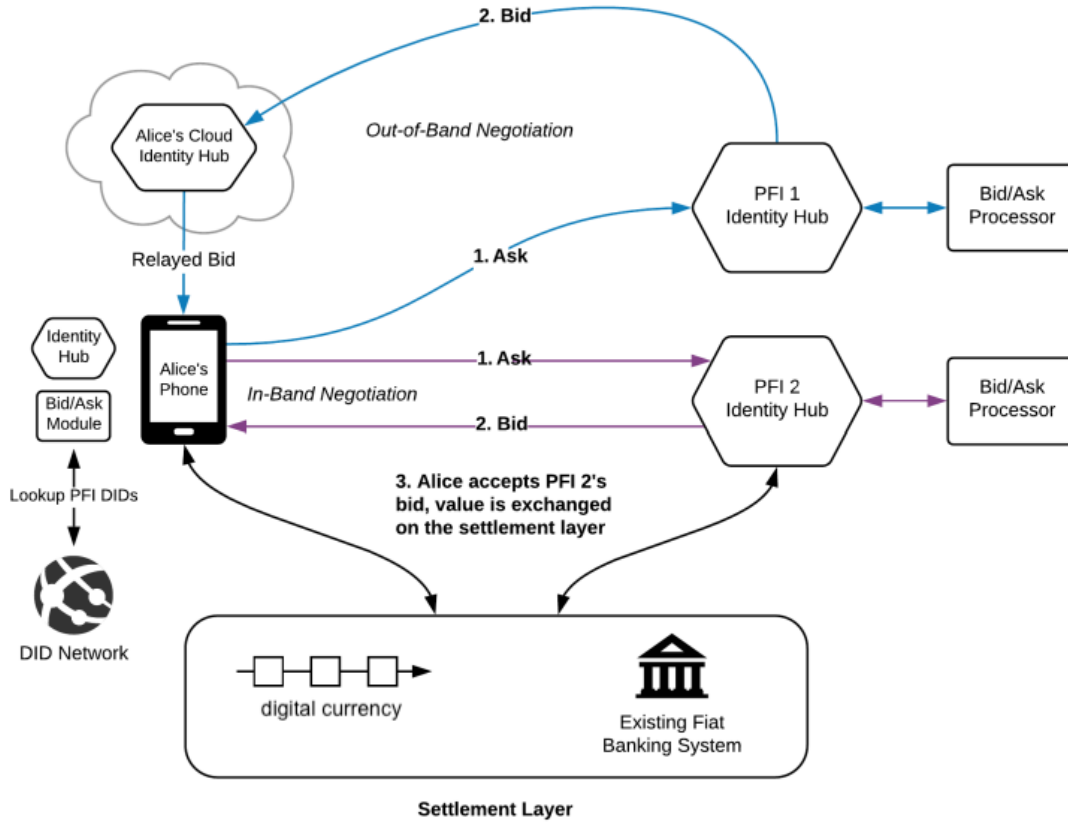 2. Bid
Alice's Cloud
Identity Hub
Out-of-Band Negotiation
PFI 1
Identity Hub
Bid/Ask
Processor
Relayed Bid
1. Ask
Identity
Hub
Alice's
Phone
1. Ask
PFI 2
Identity Hub
Bid/Ask
Processor
Bid/Ask
Module
In-Band Negotiation
2. Bid
Lookup PFI DIDs
3. Alice accepts PFI 2's
bid, value is exchanged
on the settlement layer
DID Network
digital currency
Existing Fiat
Banking System
Settlement Layer